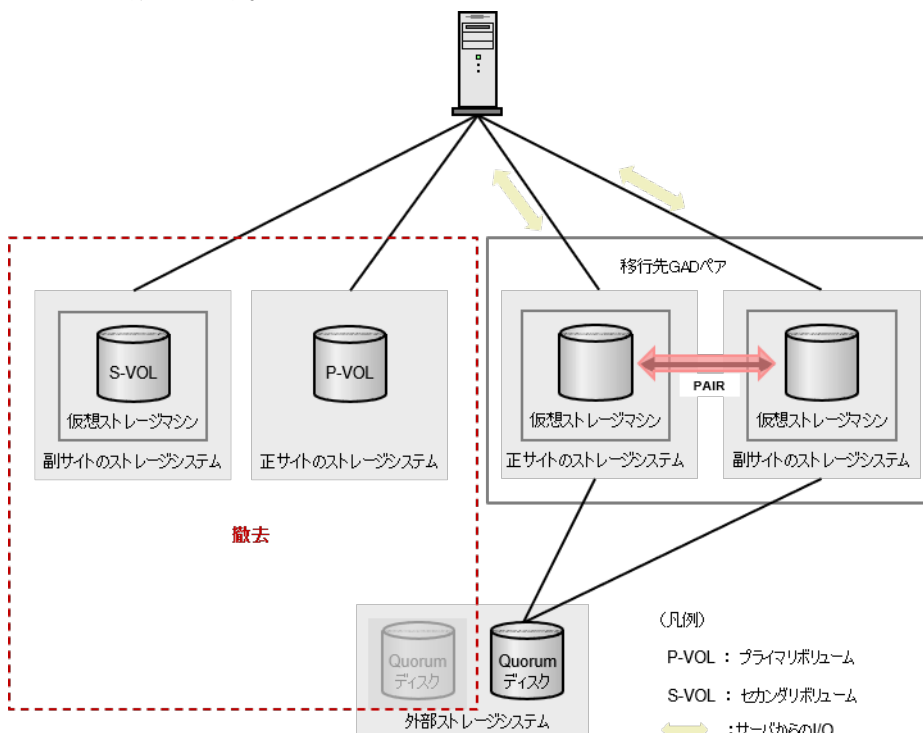 移行先GADペア
S-VOL
仮想ストレージマシン
副サイトのストレージシステム
P-VOL
正サイトのストレージシステム
仮想ストレージマシン
正サイトのストレージシステム
PAIR
仮想ストレージマシン
副サイトのストレージシステム
撤去
Quorum
ディスク
Quorum
ディスク
外部ストレージシステム
(凡例)
P-VOL : プライマリボリューム
S-VOL : セカンダリボリューム
:サーバからのI/O